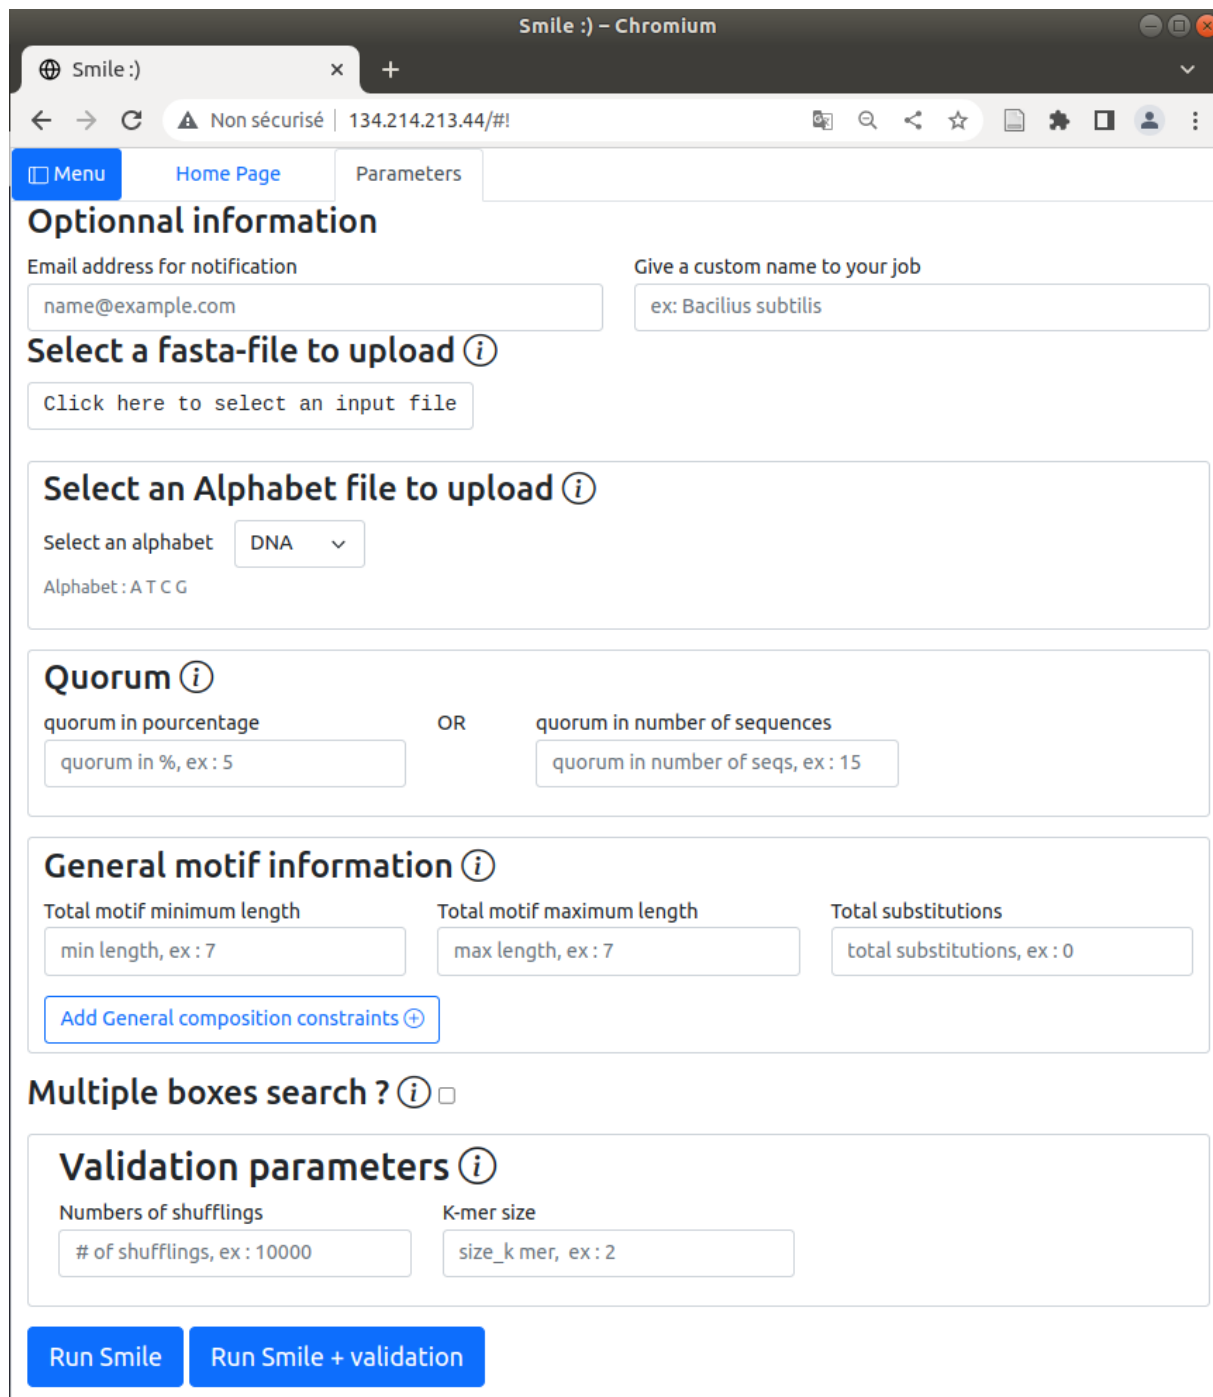 Smile :) – Chromium
Smile :)
Non sécurisé 134.214.213.44/#!
Menu Home Page Parameters
Optionnal information
Email address for notification Give a custom name to your job
name@example.com ex: Bacilius subtilis
Select a fasta-file to upload i
Click here to select an input file
Select an Alphabet file to upload i
Select an alphabet DNA
Alphabet : A T C G
Quorum i
quorum in pourcentage OR quorum in number of sequences
quorum in %, ex : 5 quorum in number of seqs, ex : 15
General motif information i
Total motif minimum length Total motif maximum length Total substitutions
min length, ex : 7 max length, ex : 7 total substitutions, ex : 0
Add General composition constraints
Multiple boxes search ? i
Validation parameters i
Numbers of shufflings K-mer size
# of shufflings, ex : 10000 size_k mer, ex : 2
Run Smile Run Smile + validation